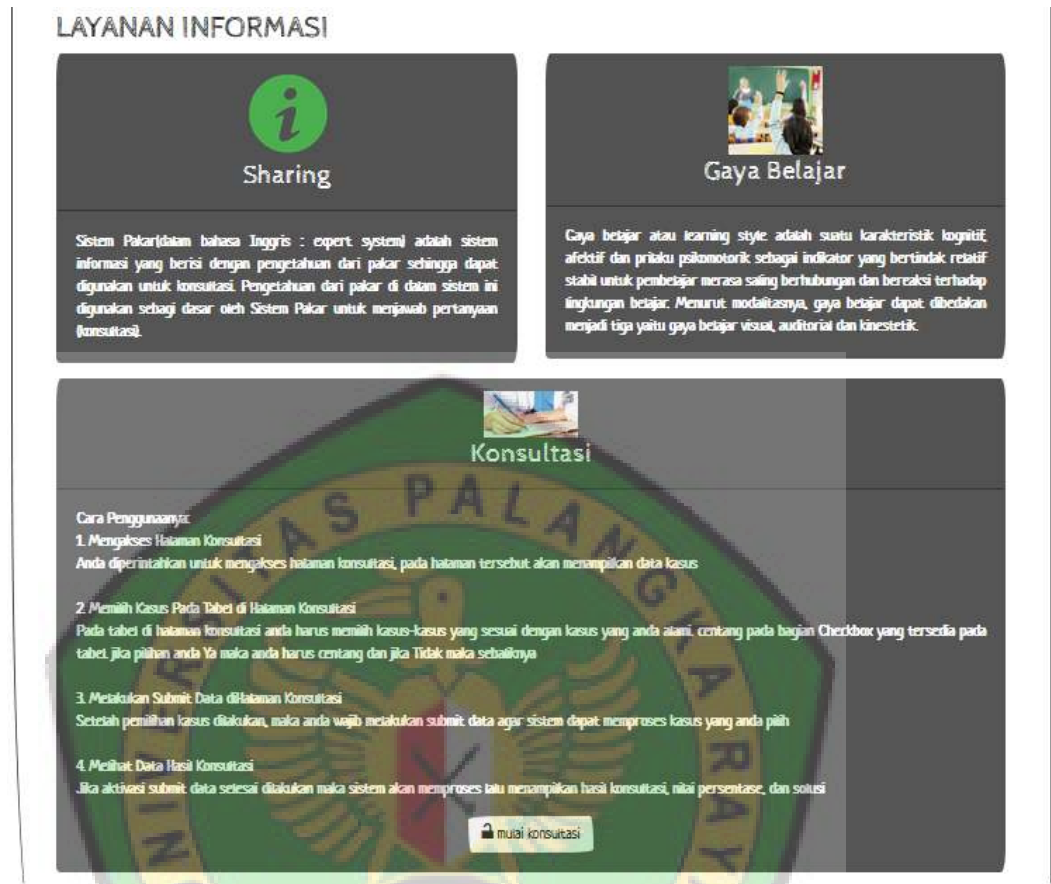 LAYANAN INFORMASI
Sharing
Sistem Pakar(dalam bahasa Inggris : expert system) adalah sistem
informasi yang berisi dengan pengetahuan dari pakar sehingga dapat
digunakan untuk konsultasi. Pengetahuan dari pakar di dalam sistem ini
digunakan sebagi dasar oleh Sistem Pakar untuk menjawab pertanyaan
(konsultasi).
Gaya Belajar
Gaya belajar atau learning style adalah suatu karakteristik kognitif,
afektif dan prilaku psikomotorik sebagai indikator yang bertindak relatif
stabil untuk pembelajar merasa saling berhubungan dan bereaksi terhadap
lingkungan belajar. Menurut modalitasnya, gaya belajar dapat dibedakan
menjadi tiga yaitu gaya belajar visual, auditorial dan kinestetik.
Konsultasi
Cara Penggunaanya:
1. Mengakses Halaman Konsultasi
Anda diperintahkan untuk mengakses halaman konsultasi, pada halaman tersebut akan menampilkan data kasus
2. Memilih Kasus Pada Tabel di Halaman Konsultasi
Pada tabel di halaman konsultasi anda harus memilih kasus-kasus yang sesuai dengan kasus yang anda alami. centang pada bagian Checkbox yang tersedia pada
tabel. jika pilihan anda Ya maka anda harus centang dan jika Tidak maka sebaliknya
3. Melakukan Submit Data diHalaman Konsultasi
Setelah pemilihan kasus dilakukan, maka anda wajib melakukan submit data agar sistem dapat memproses kasus yang anda pilih
4. Melihat Data Hasil Konsultasi
Jika aktivasi submit data selesai dilakukan maka sistem akan memproses lalu menampilkan hasil konsultasi, nilai persentase, dan solusi
mulai konsultasi
UNIVERSITAS PALANGKA RAYA